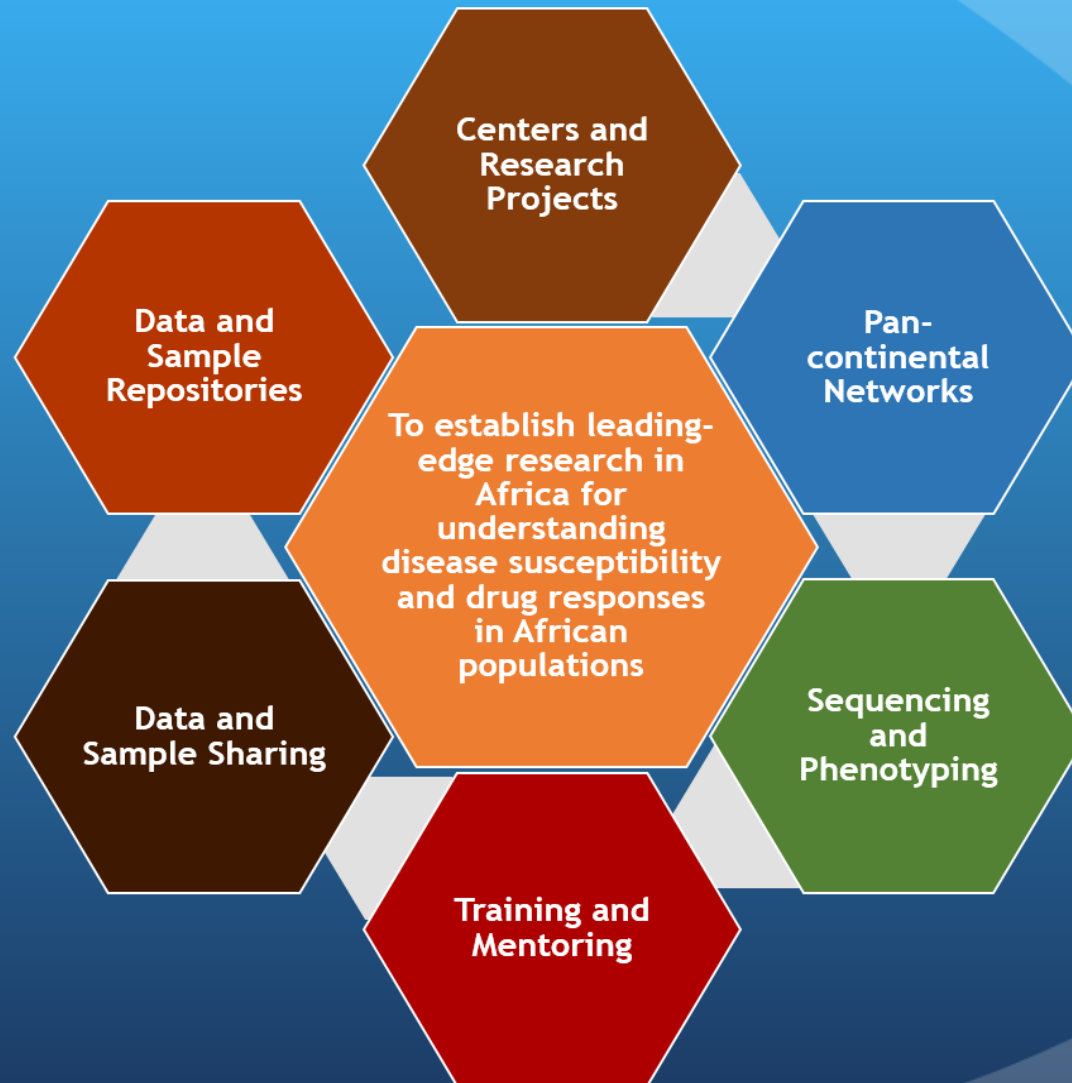 Centers and
Research
Projects
Pan-
continental
Networks
Sequencing
and
Phenotyping
Training and
Mentoring
Data and
Sample Sharing
Data and
Sample
Repositories
To establish leading-
edge research in
Africa for
understanding
disease susceptibility
and drug responses
in African
populations